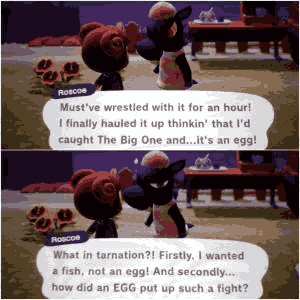 Roscoe
Must've wrestled with it for an hour!
I finally hauled it up thinkin' that I'd
caught The Big One and...it's an egg!
Roscoe
What in tarnation?! Firstly, I wanted
a fish, not an egg! And secondly...
how did an EGG put up such a fight?